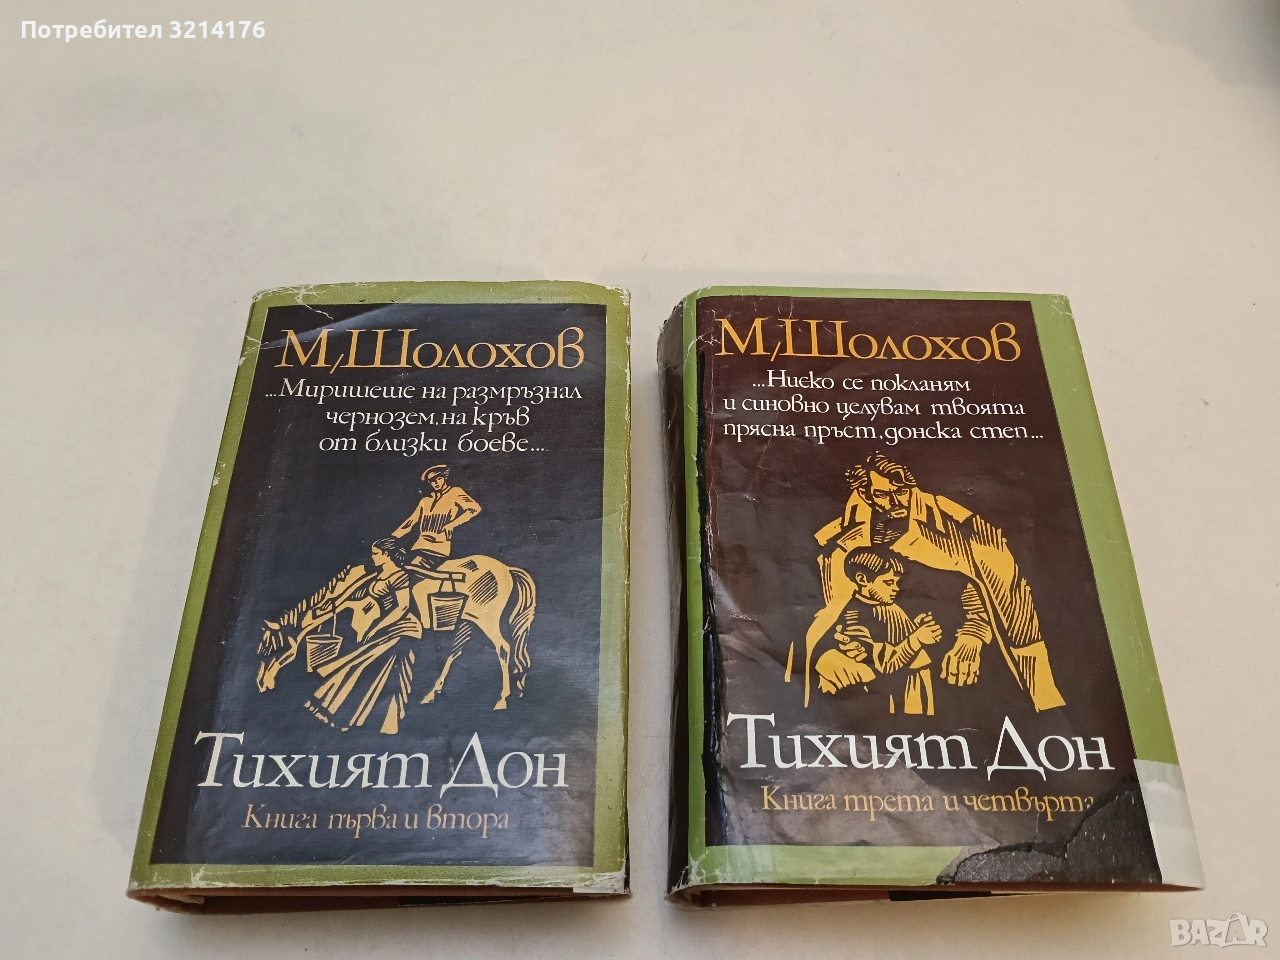 Потребител 3214176
М. Шолохов
...Миришеше на размръзнал
чернозем, на кръв
от близки боеве...
Тихият Дон
Книга първа и втора
М. Шолохов
...Ниско се покланям
и синовно целувам твоята
прясна пръст, донска степ...
Тихият Дон
Книга трета и четвърта
BAZAR